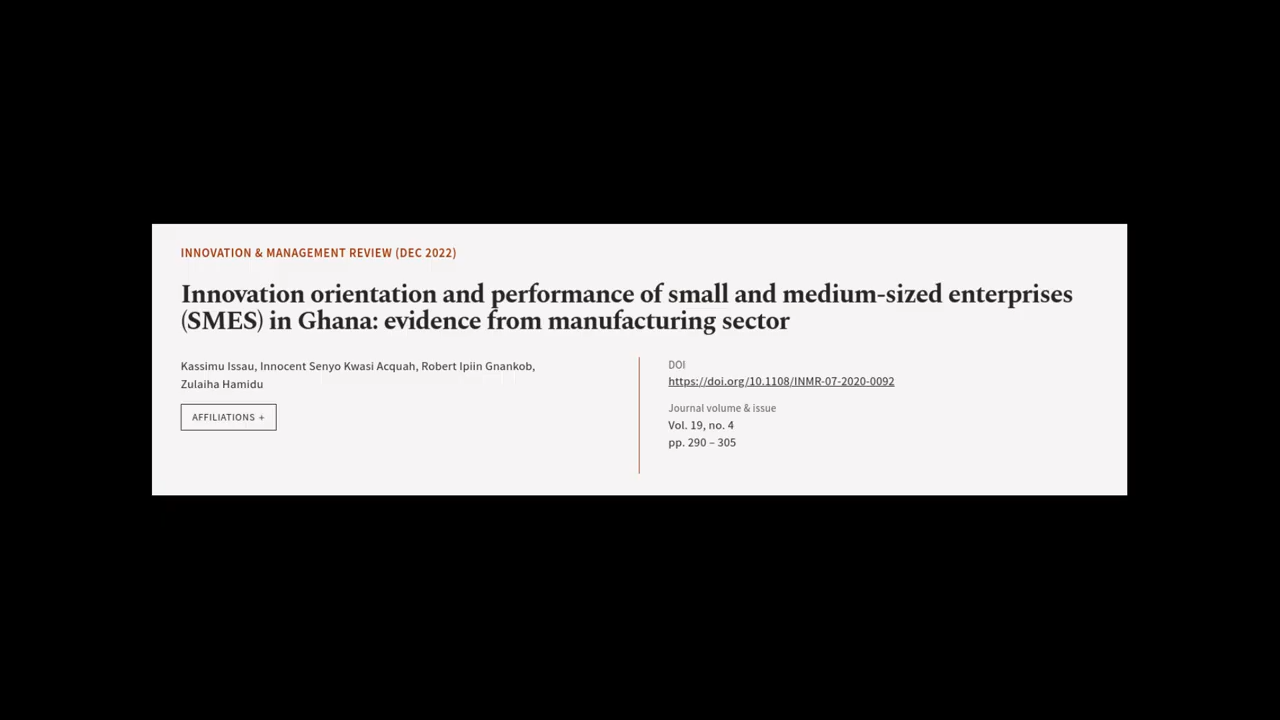 INNOVATION & MANAGEMENT REVIEW (DEC 2022)
Innovation orientation and performance of small and medium-sized enterprises
(SMES) in Ghana: evidence from manufacturing sector
Kassimu Issau, Innocent Senyo Kwasi Acquah, Robert Ipiin Gnankob,
Zulaiha Hamidu
AFFILIATIONS +
DOI
https://doi.org/10.1108/INMR-07-2020-0092
Journal volume & issue
Vol. 19, no. 4
pp. 290 – 305